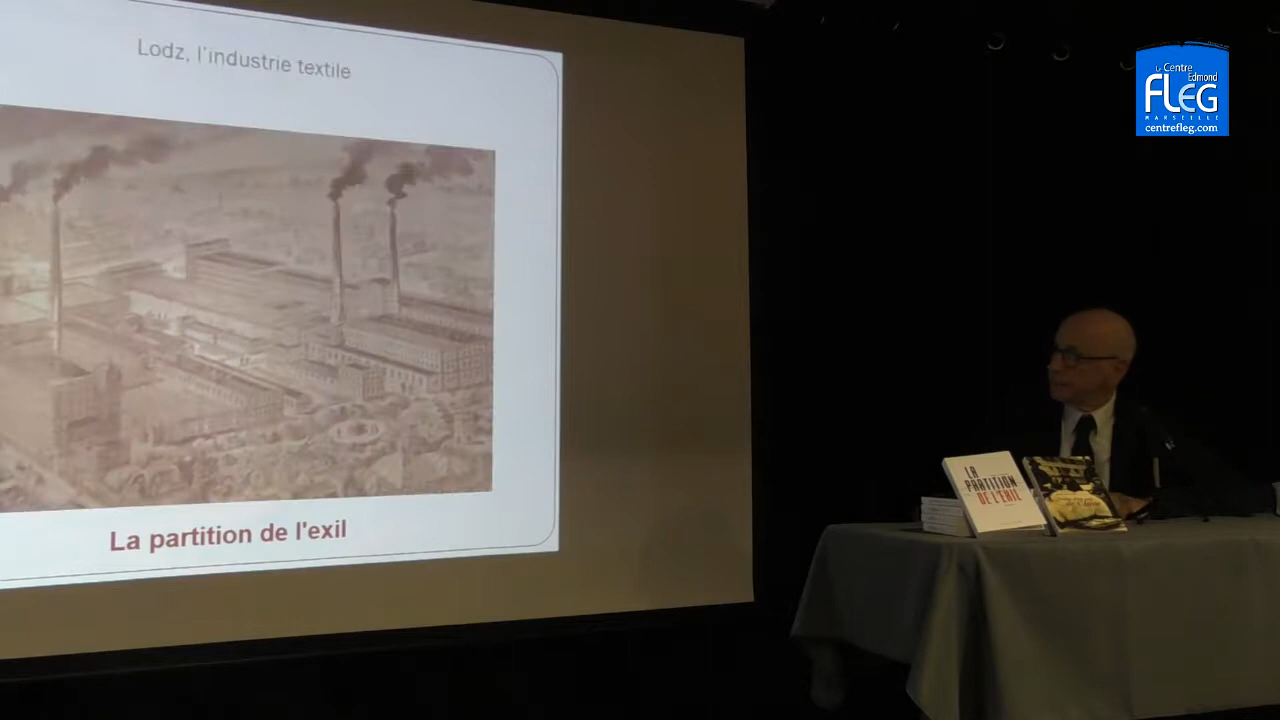 Lodz, l'industrie textile
La partition de l'exil
Le Centre
Edmond
FLEG
MARSEILLE
centrefleg.com
LA
PARTITION
DE L'EXIL